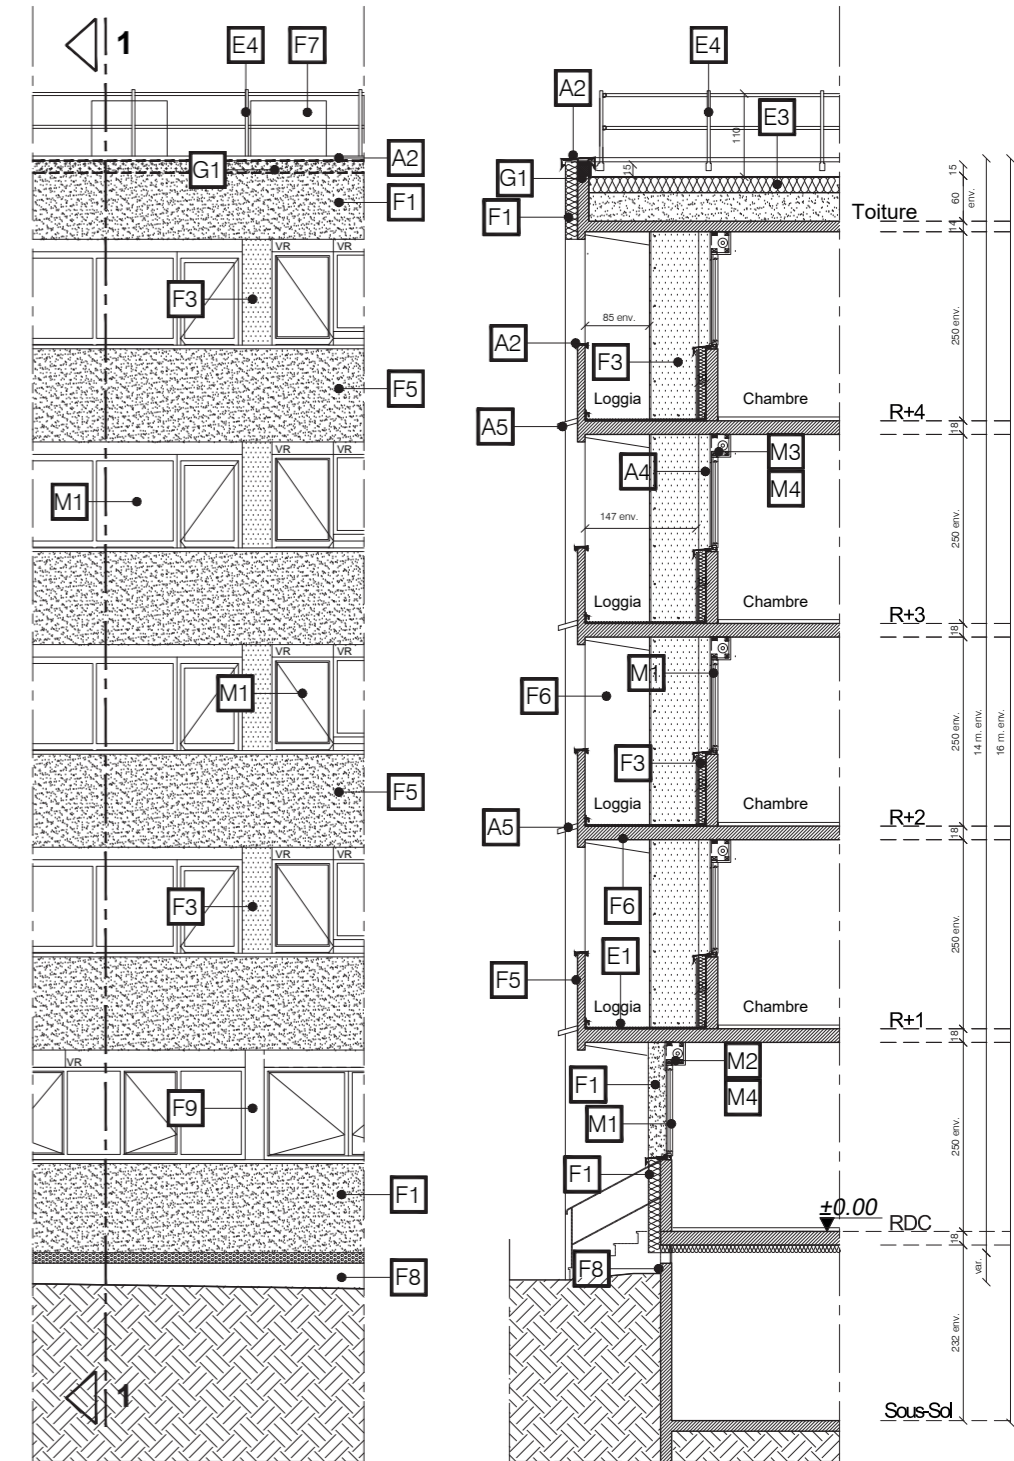 1
E4
F7
A2
G1
F1
VR
VR
F3
F5
VR
VR
M1
VR
VR
M1
F5
VR
VR
F3
VR
F9
F1
F8
1
E4
A2
E3
110
15
G1
F1
Toiture
85 env.
A2
F3
Loggia
Chambre
A5
R+4
M3
A4
M4
147 env.
Loggia
Chambre
R+3
M1
F6
F3
Loggia
Chambre
A5
R+2
F6
E1
F5
Loggia
Chambre
R+1
M2
F1
M4
M1
F1
±0.00
RDC
F8
Sous-Sol
15
60
env.
14
250 env.
18
250 env.
18
250 env.
18
250 env.
18
250 env.
18
var.
232 env.
14 m. env.
16 m. env.